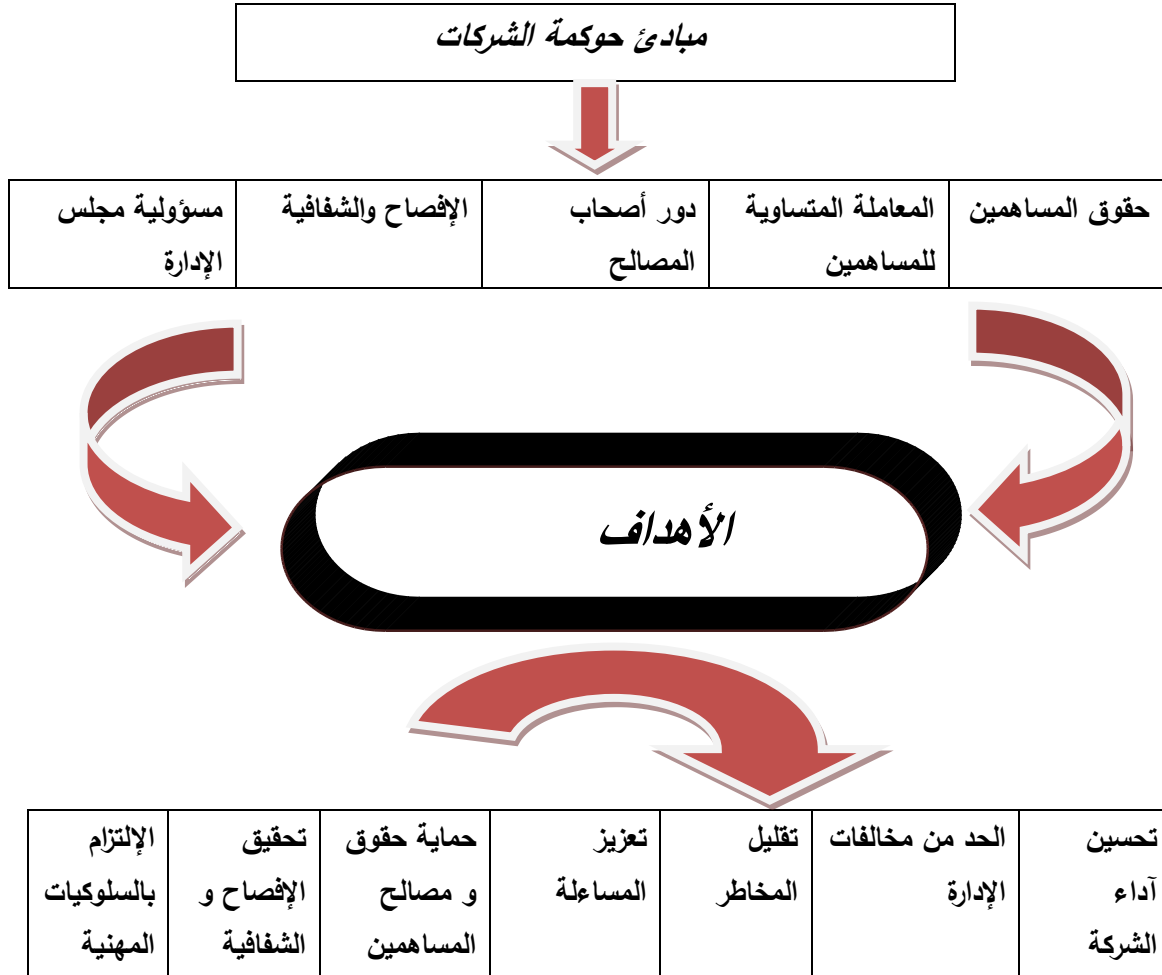 مبادئ حوكمة الشركات
حقوق المساهمين
المعاملة المتساوية
للمساهمين
دور أصحاب
المصالح
الإفصاح والشفافية
مسؤولية مجلس
الإدارة
الأهداف
تحسين
آداء
الشركة
الحد من مخالفات
الإدارة
تقليل
المخاطر
تعزيز
المساءلة
حماية حقوق
و مصالح
المساهمين
تحقيق
الإفصاح و
الشفافية
الإلتزام
بالسلوكيات
المهنية